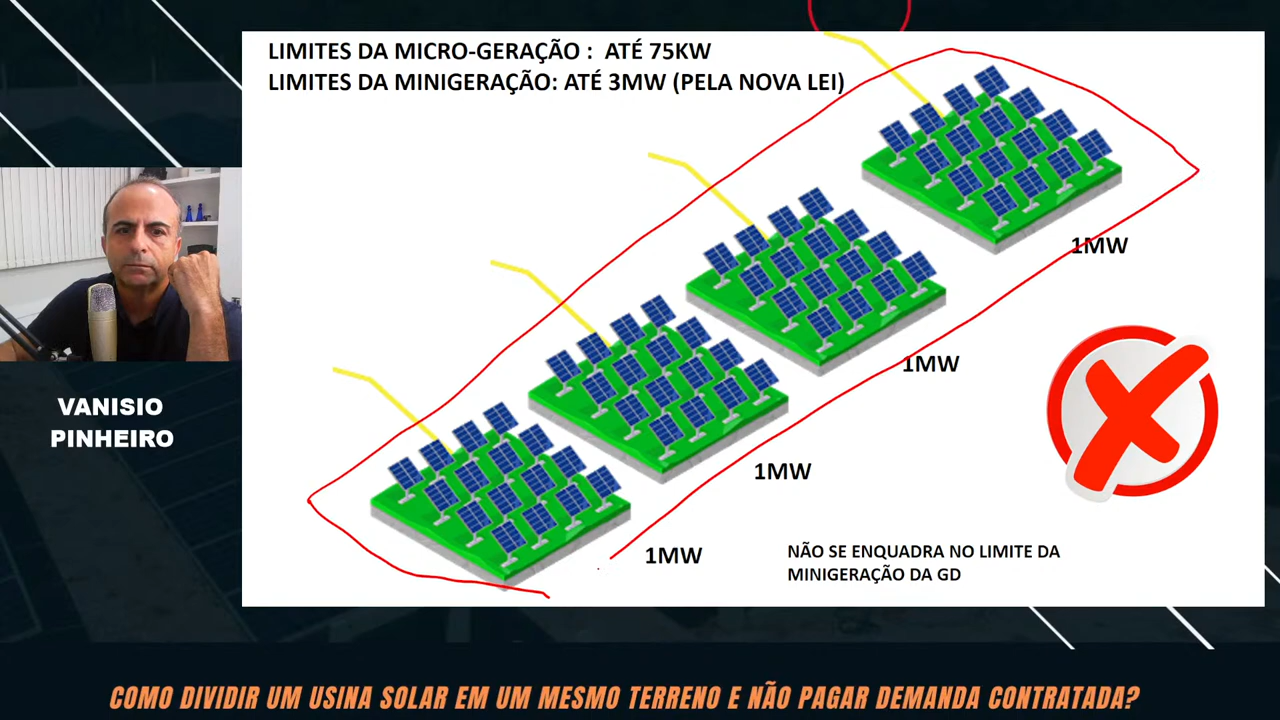 LIMITES DA MICRO-GERAÇÃO : ATÉ 75KW
LIMITES DA MINIGERAÇÃO: ATÉ 3MW (PELA NOVA LEI)
1MW
1MW
1MW
1MW
VANISIO
PINHEIRO
NÃO SE ENQUADRA NO LIMITE DA
MINIGERAÇÃO DA GD
COMO DIVIDIR UM USINA SOLAR EM UM MESMO TERRENO E NÃO PAGAR DEMANDA CONTRATADA?